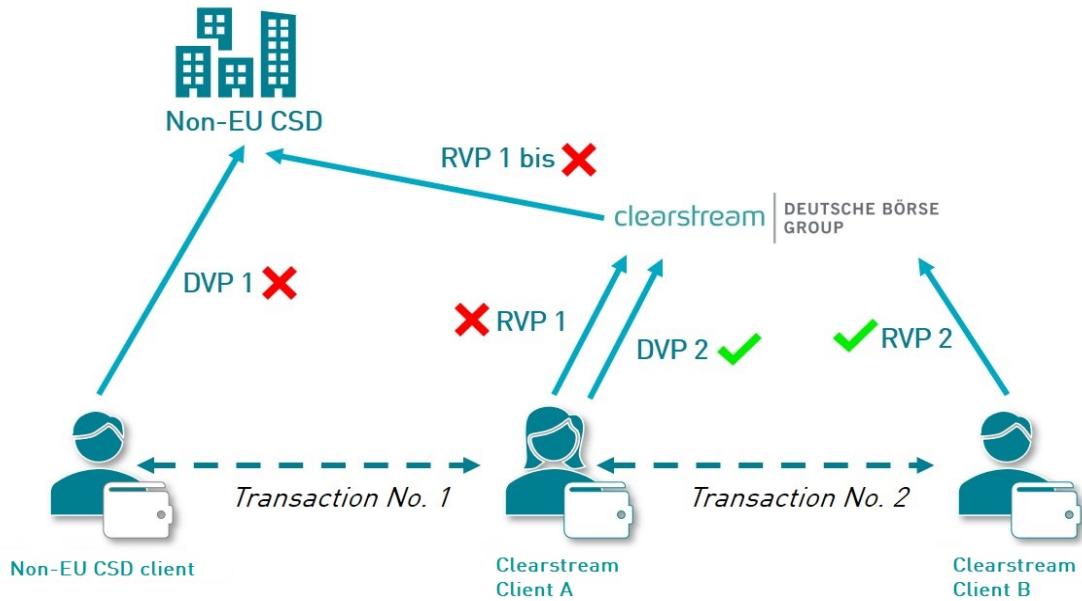 Non-EU CSD
RVP 1 bis
clearstream
DEUTSCHE BÖRSE
GROUP
DVP 1
RVP 1
DVP 2
RVP 2
Transaction No. 1
Transaction No. 2
Non-EU CSD client
Clearstream
Client A
Clearstream
Client B